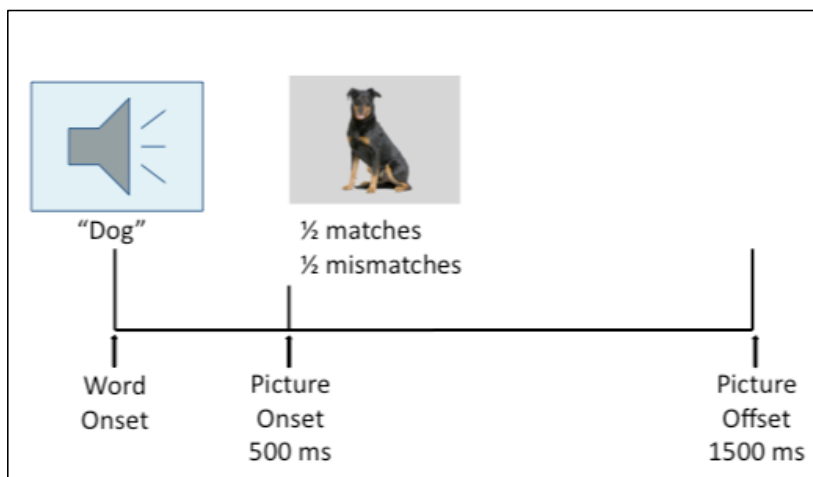 “Dog”
½ matches
½ mismatches
Word
Onset
Picture
Onset
500 ms
Picture
Offset
1500 ms